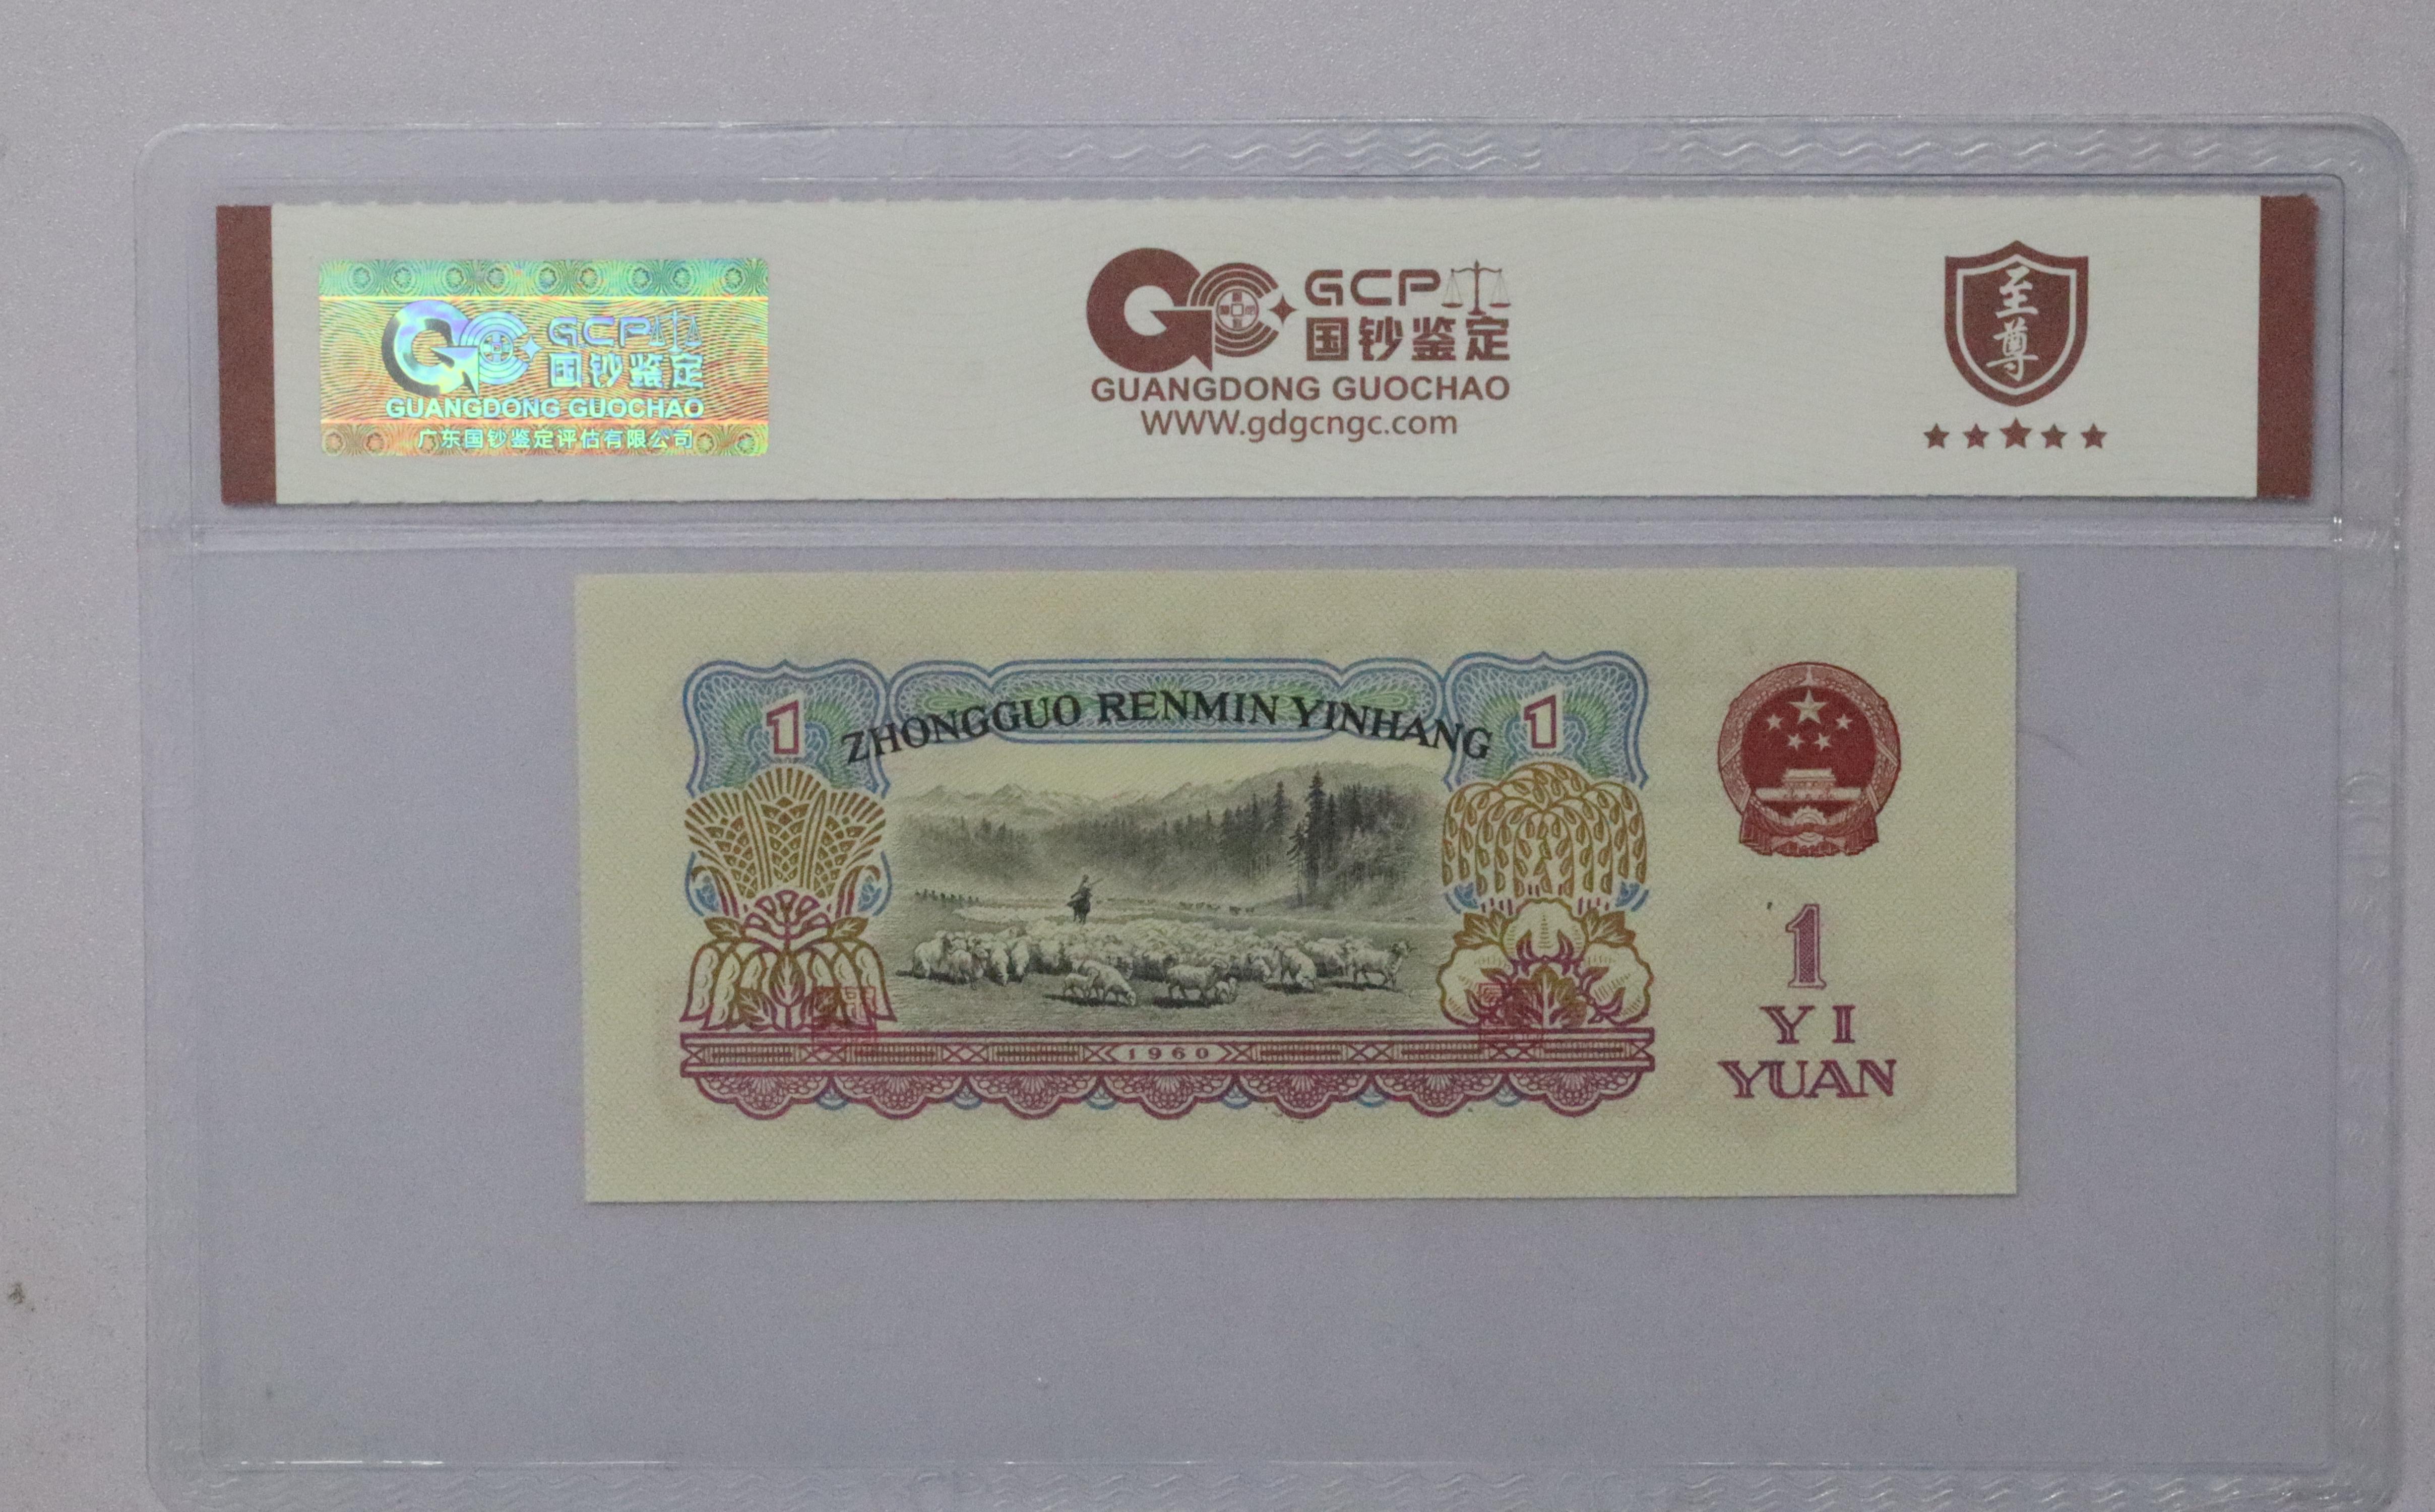 GCP
国钞鉴定
GUANGDONG GUOCHAO
广东国钞鉴定评估有限公司
GCP
国钞鉴定
GUANGDONG GUOCHAO
WWW.gdgcngc.com
至尊
1 ZHONGGUO RENMIN YINHANG 1
1960
1
YI
YUAN